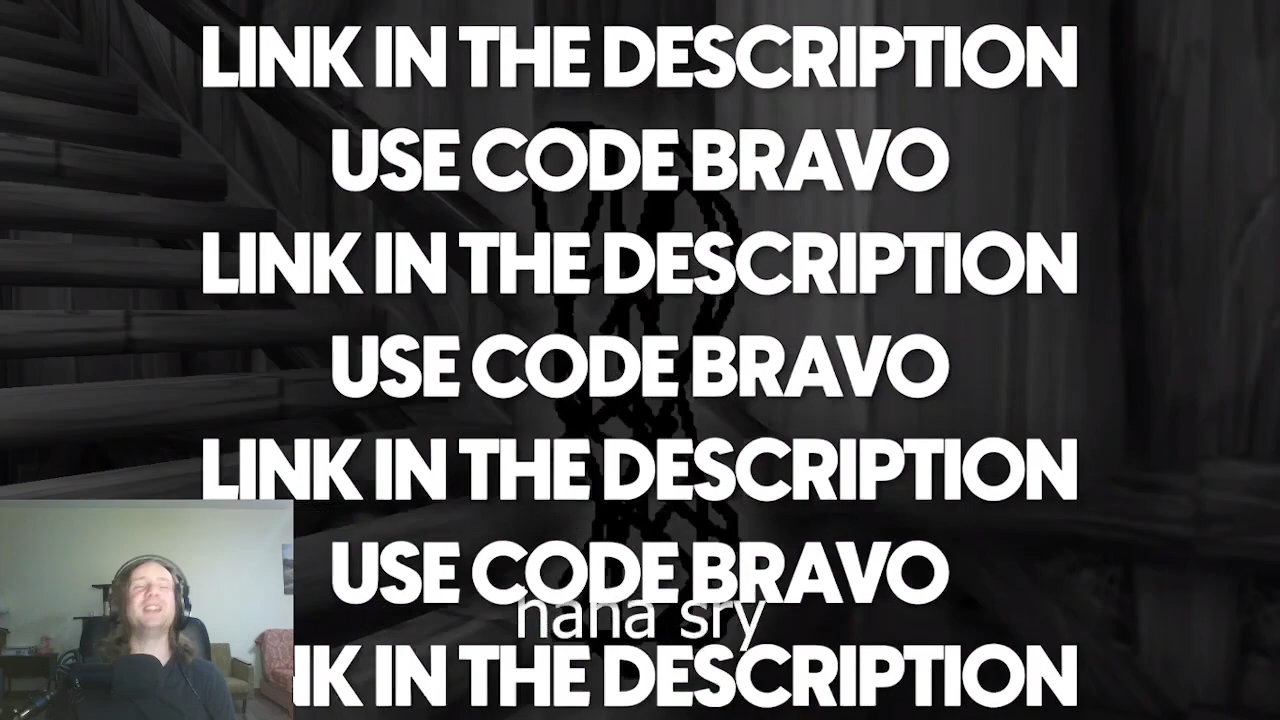 LINK IN THE DESCRIPTION
USE CODE BRAVO
LINK IN THE DESCRIPTION
USE CODE BRAVO
LINK IN THE DESCRIPTION
USE CODE BRAVO
haha sry
NK IN THE DESCRIPTION